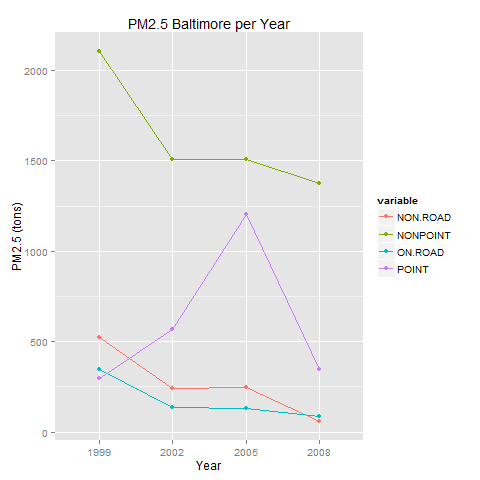 PM2.5 Baltimore per Year
PM2.5 (tons)
2000
1500
1000
500
0
1999
2002
2005
2008
Year
variable
NON.ROAD
NONPOINT
ON.ROAD
POINT